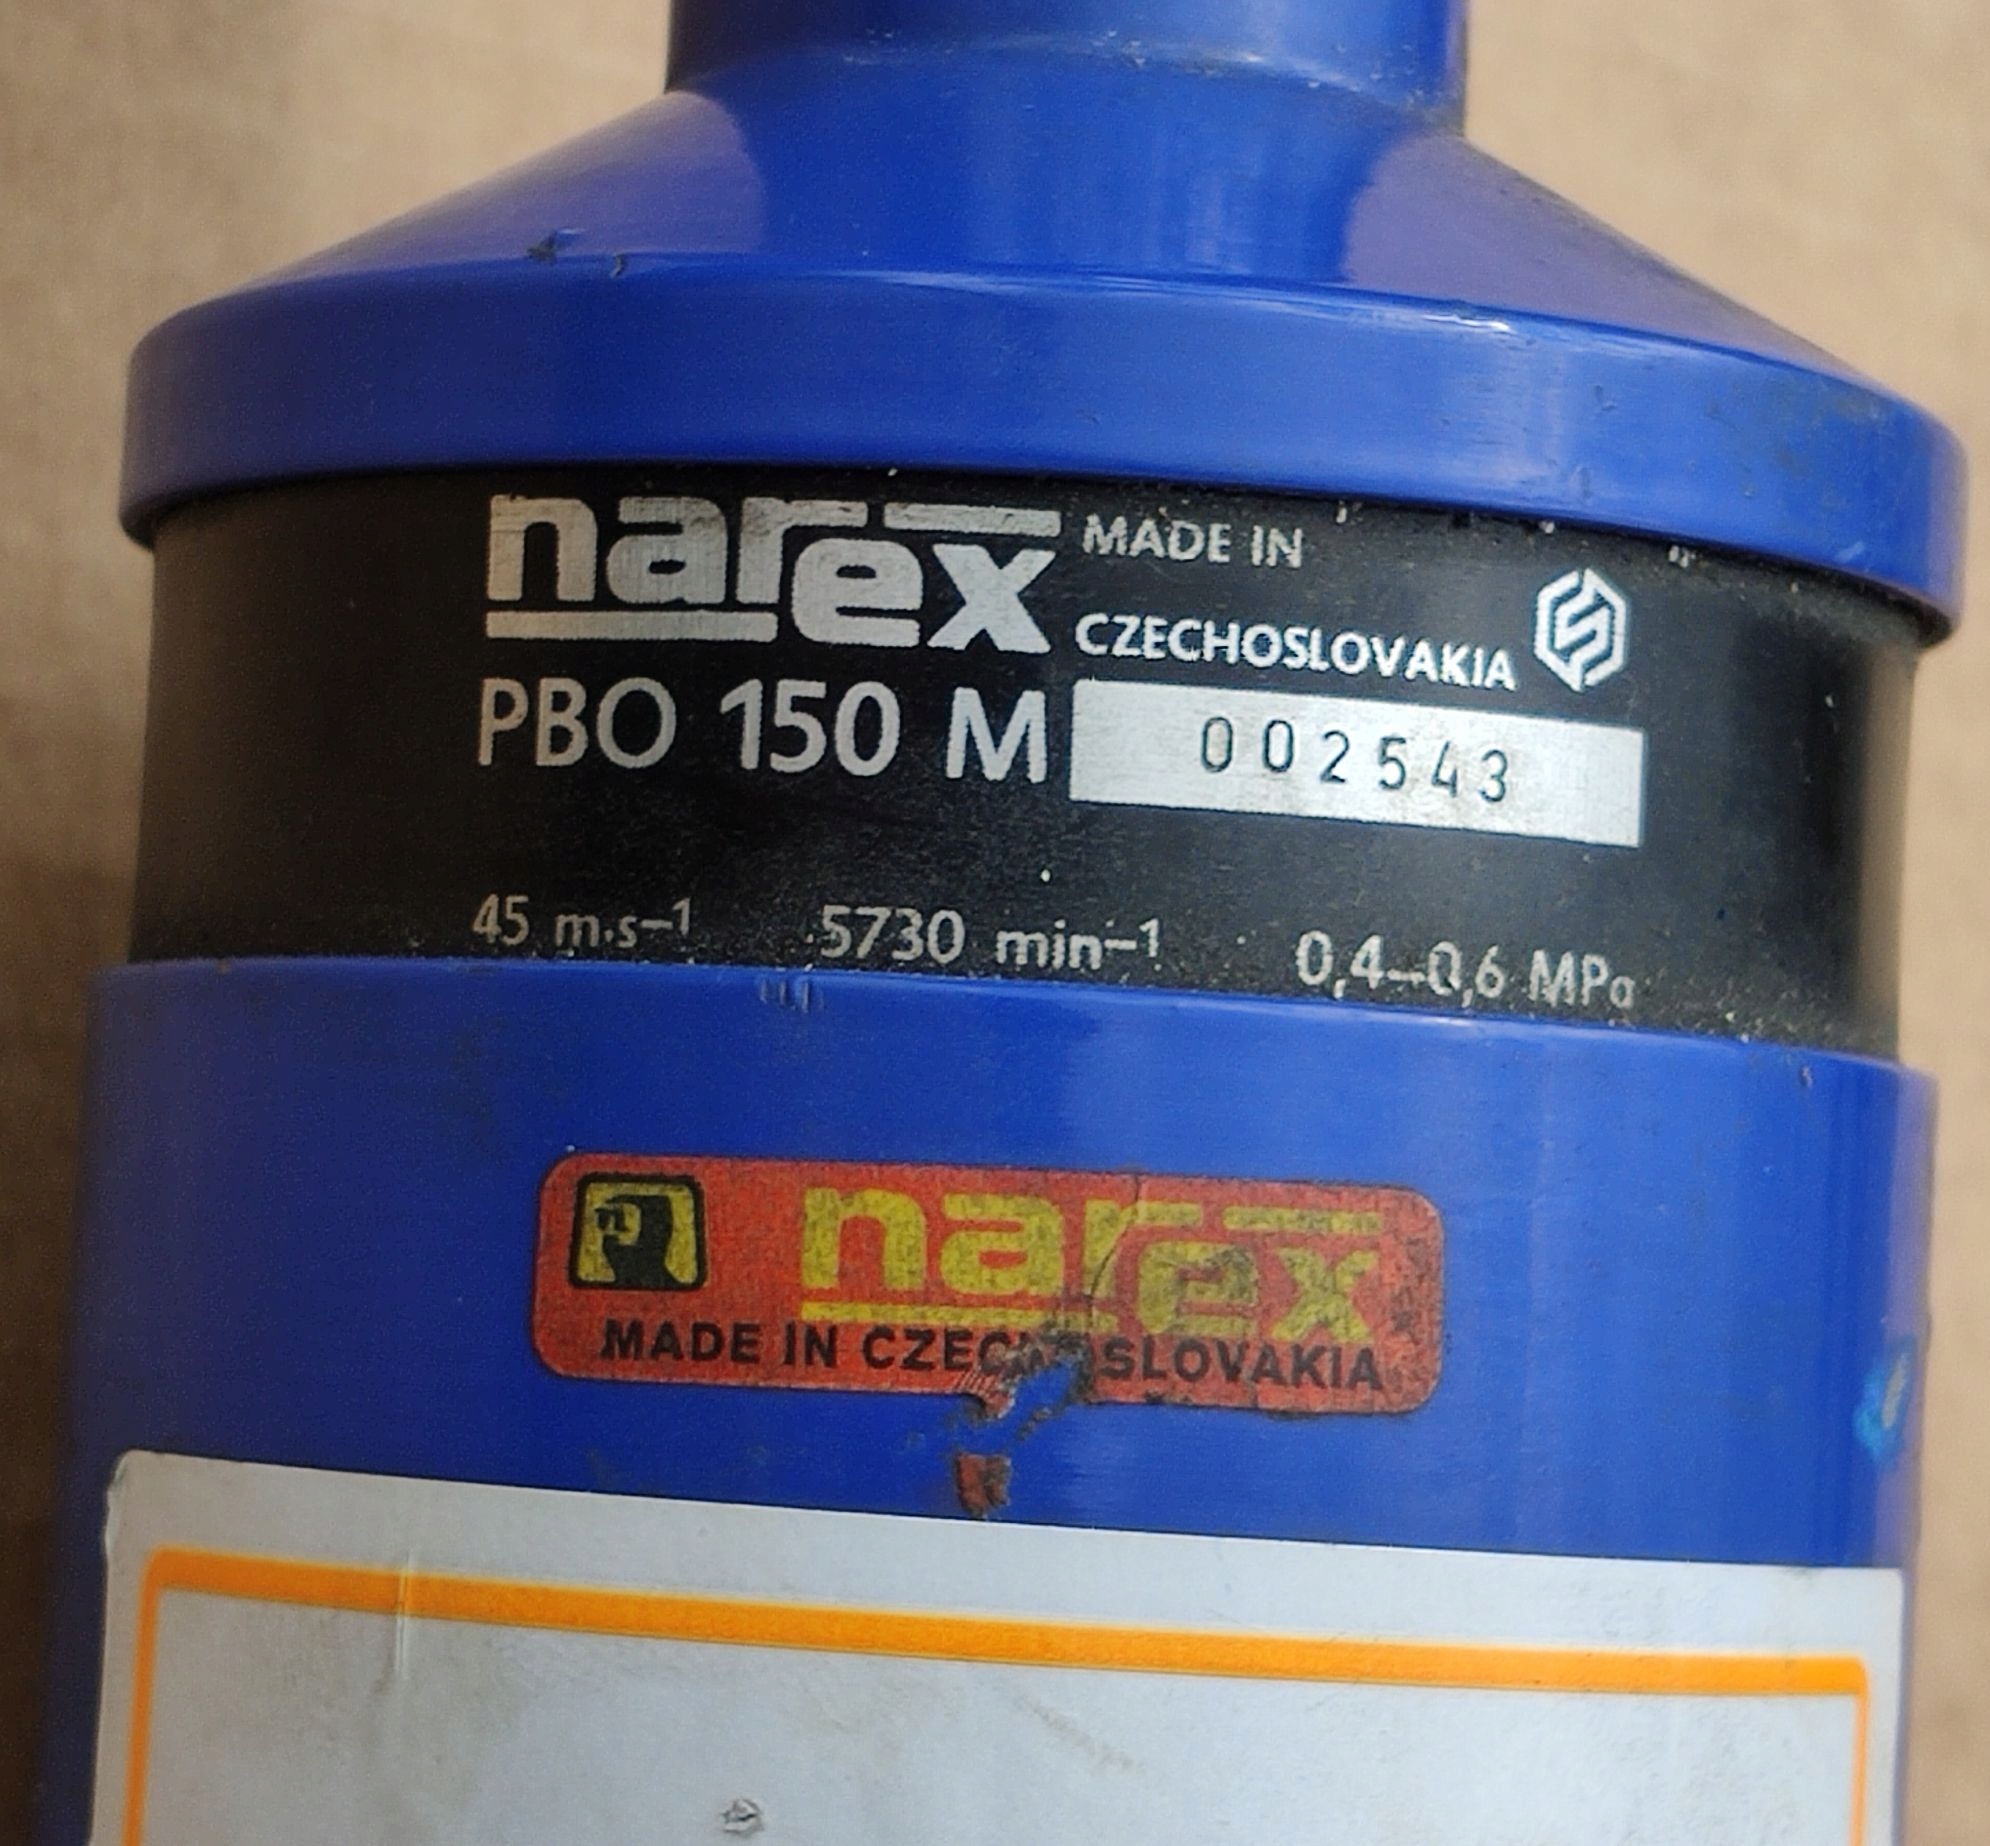 narex MADE IN
CZECHOSLOVAKIA
PBO 150 M 002543
45 m·s–1 5730 min–1 0,4–0,6 MPa
narex
MADE IN CZECHOSLOVAKIA